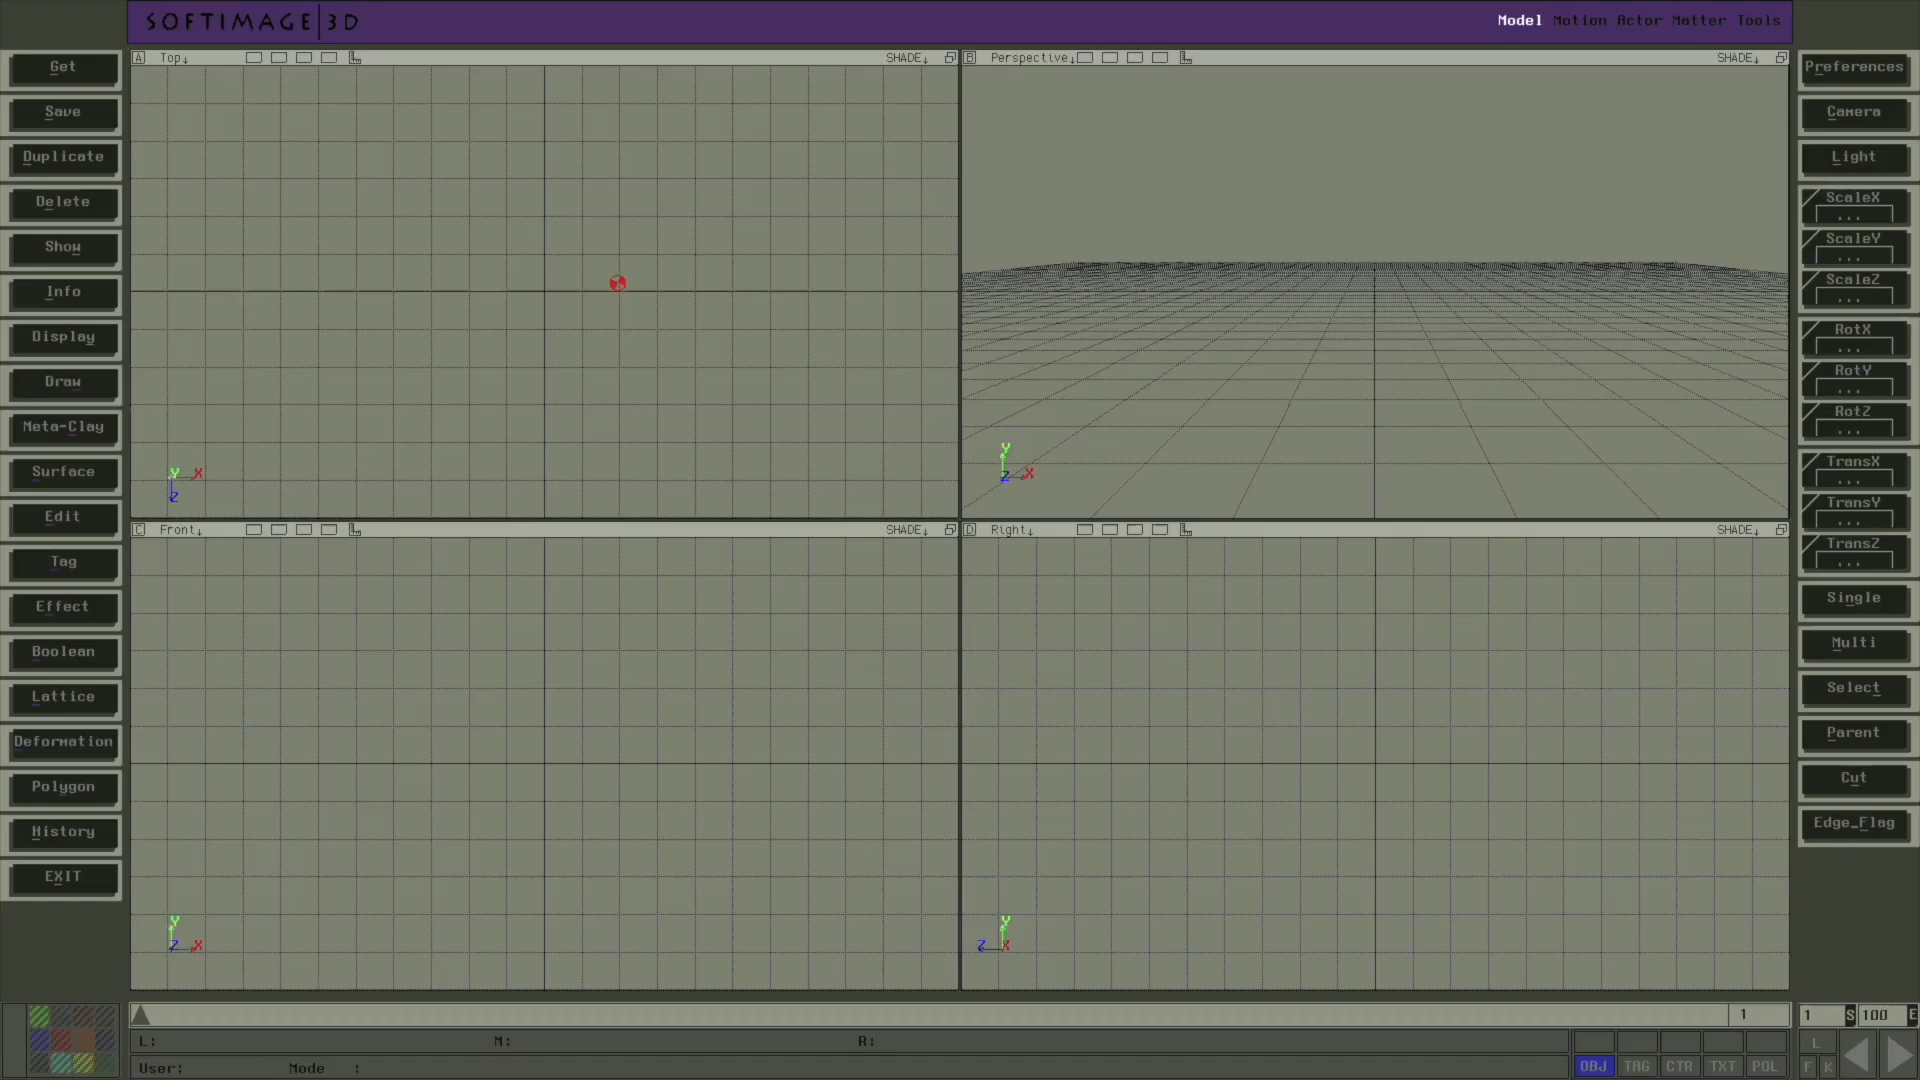 SOFTIMAGE|3D
Model Motion Actor Matter Tools
Get
Save
Duplicate
Delete
Show
Info
Display
Draw
Meta-Clay
Surface
Edit
Tag
Effect
Boolean
Lattice
Deformation
Polygon
History
EXIT
A Top↓ SHADE↓
Y X
Z
B Perspective↓ SHADE↓
Y
Z X
C Front↓ SHADE↓
Y
Z X
D Right↓ SHADE↓
Y
Z X
Preferences
Camera
Light
ScaleX
...
ScaleY
...
ScaleZ
...
RotX
...
RotY
...
RotZ
...
TransX
...
TransY
...
TransZ
...
Single
Multi
Select
Parent
Cut
Edge_Flag
1
1 S 100 E
L: M: R:
L
User: Mode :
OBJ TAG CTR TXT POL
F K